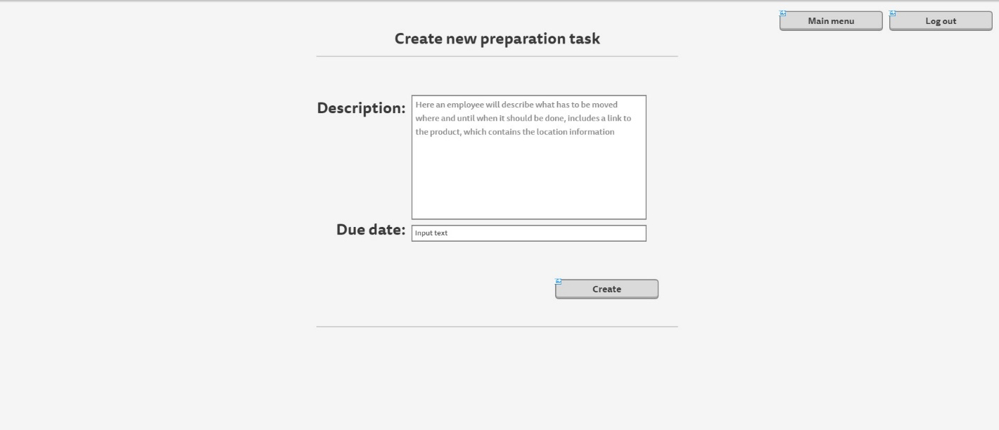 Main menu
Log out
Create new preparation task
Description:
Here an employee will describe what has to be moved
where and until when it should be done, includes a link to
the product, which contains the location information
Due date:
Input text
Create